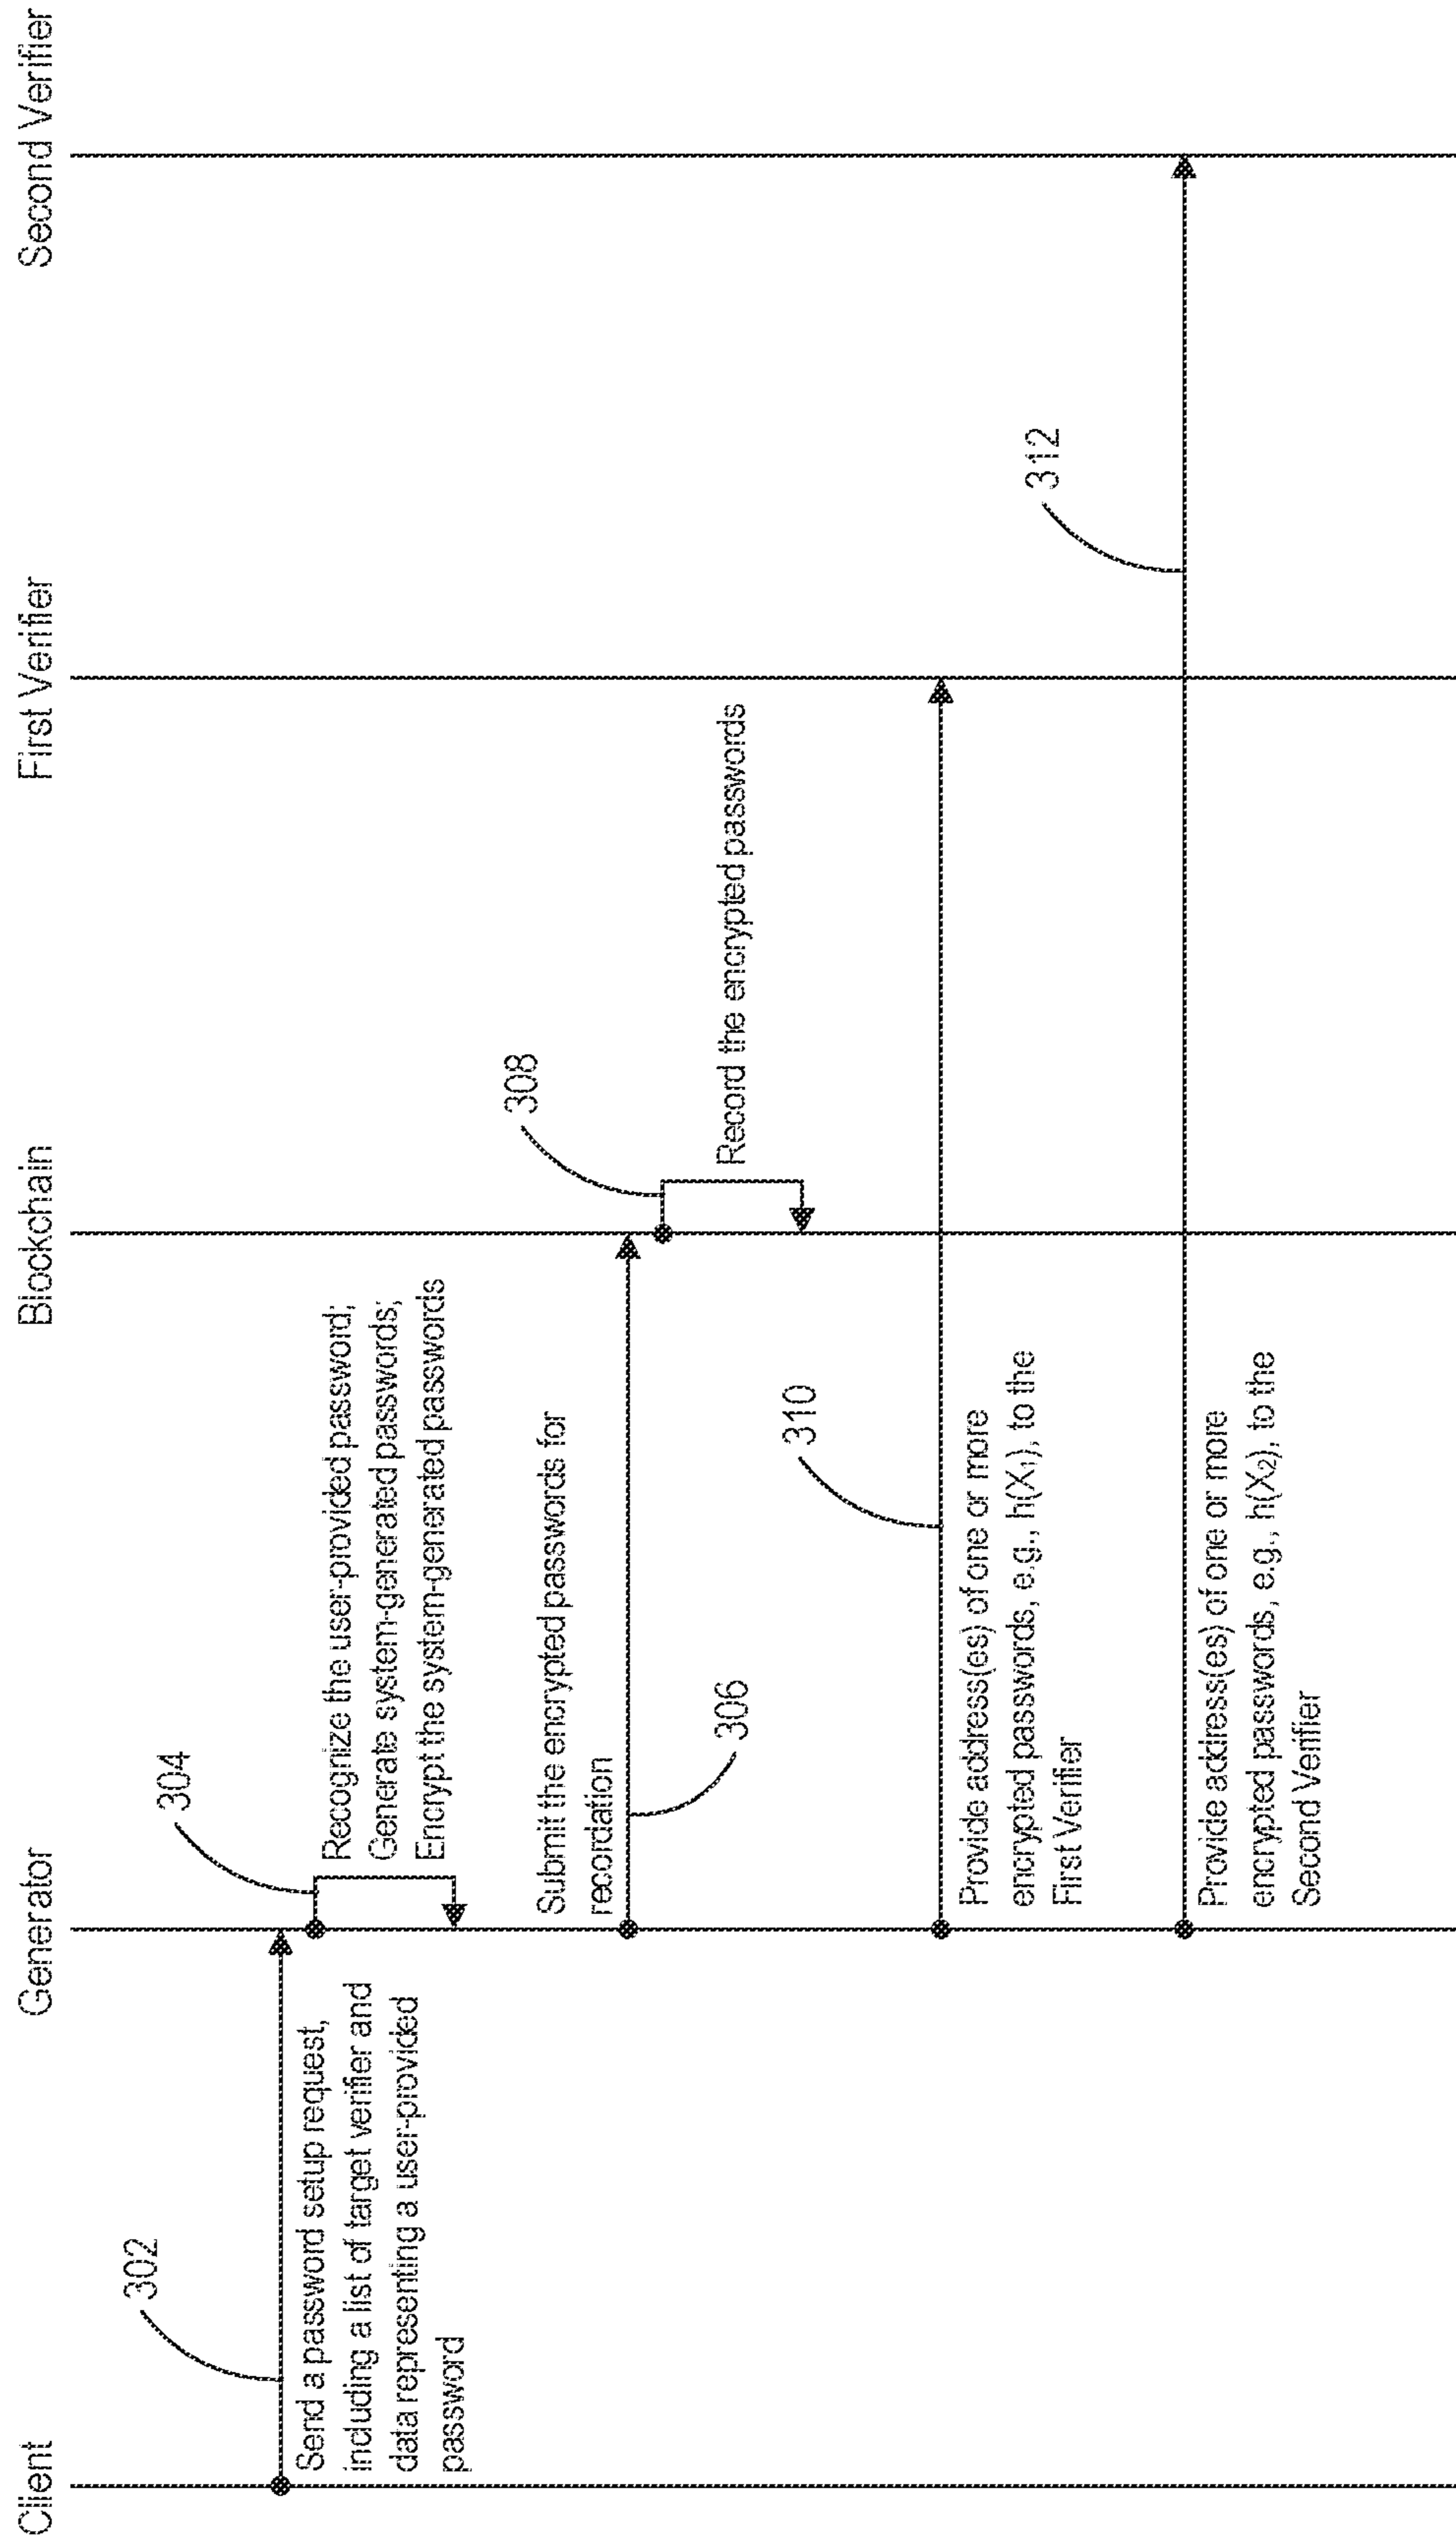 Client
Generator
Blockchain
First Verifier
Second Verifier
302
Send a password setup request,
including a list of target verifier and
data representing a user-provided
password
304
Recognize the user-provided password;
Generate system-generated passwords;
Encrypt the system-generated passwords
Submit the encrypted passwords for
recordation
306
308
Record the encrypted passwords
310
Provide address(es) of one or more
encrypted passwords, e.g., h(X₁), to the
First Verifier
312
Provide address(es) of one or more
encrypted passwords, e.g., h(X₂), to the
Second Verifier